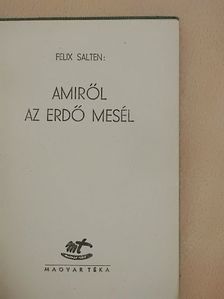 FELIX SALTEN:
AMIRŐL
AZ ERDŐ MESÉL
MAGYAR TÉKA